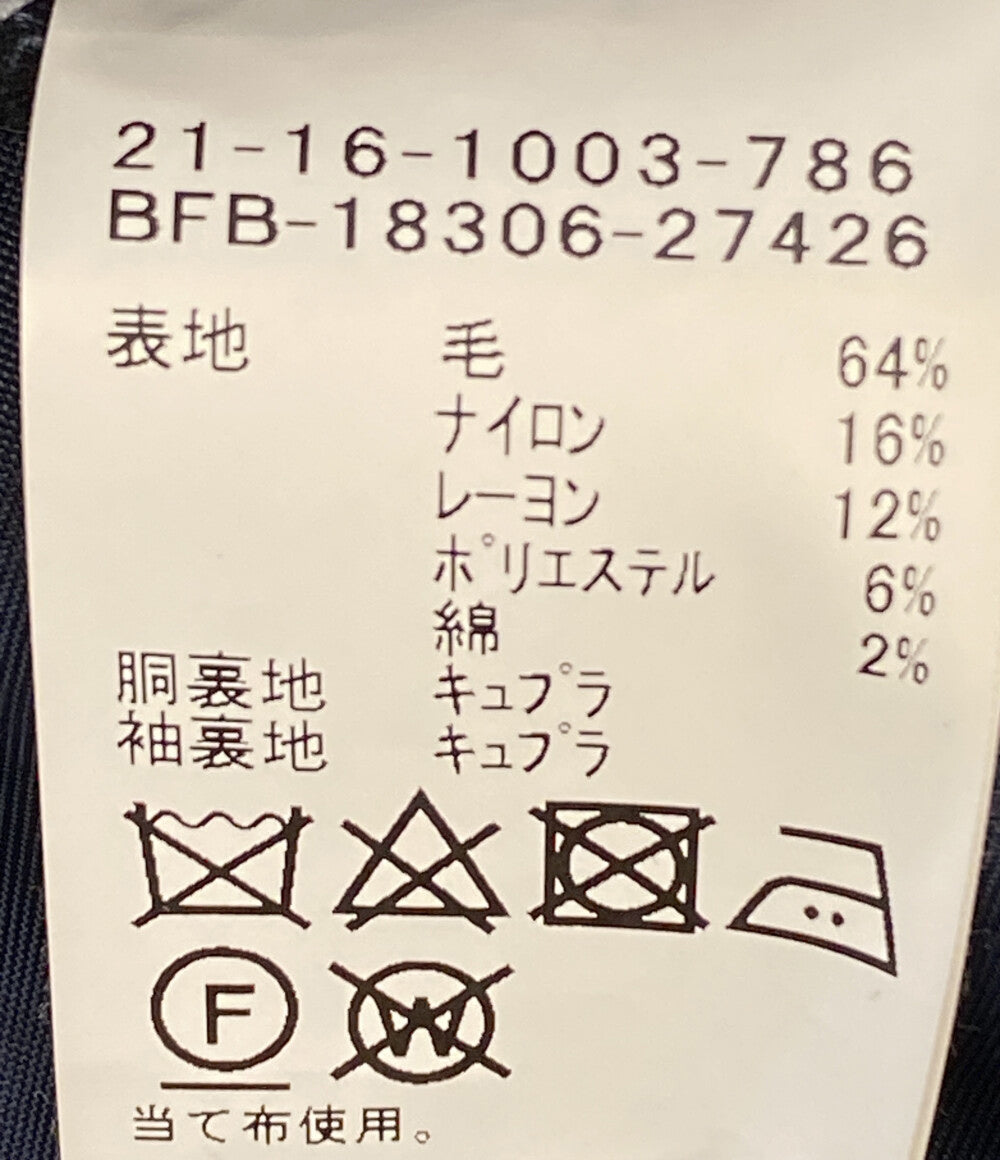 21-16-1003-786
BFB-18306-27426
表地 毛 64%
ナイロン 16%
レーヨン 12%
ポリエステル 6%
綿 2%
胴裏地 キュプラ
袖裏地 キュプラ
F W
当て布使用。